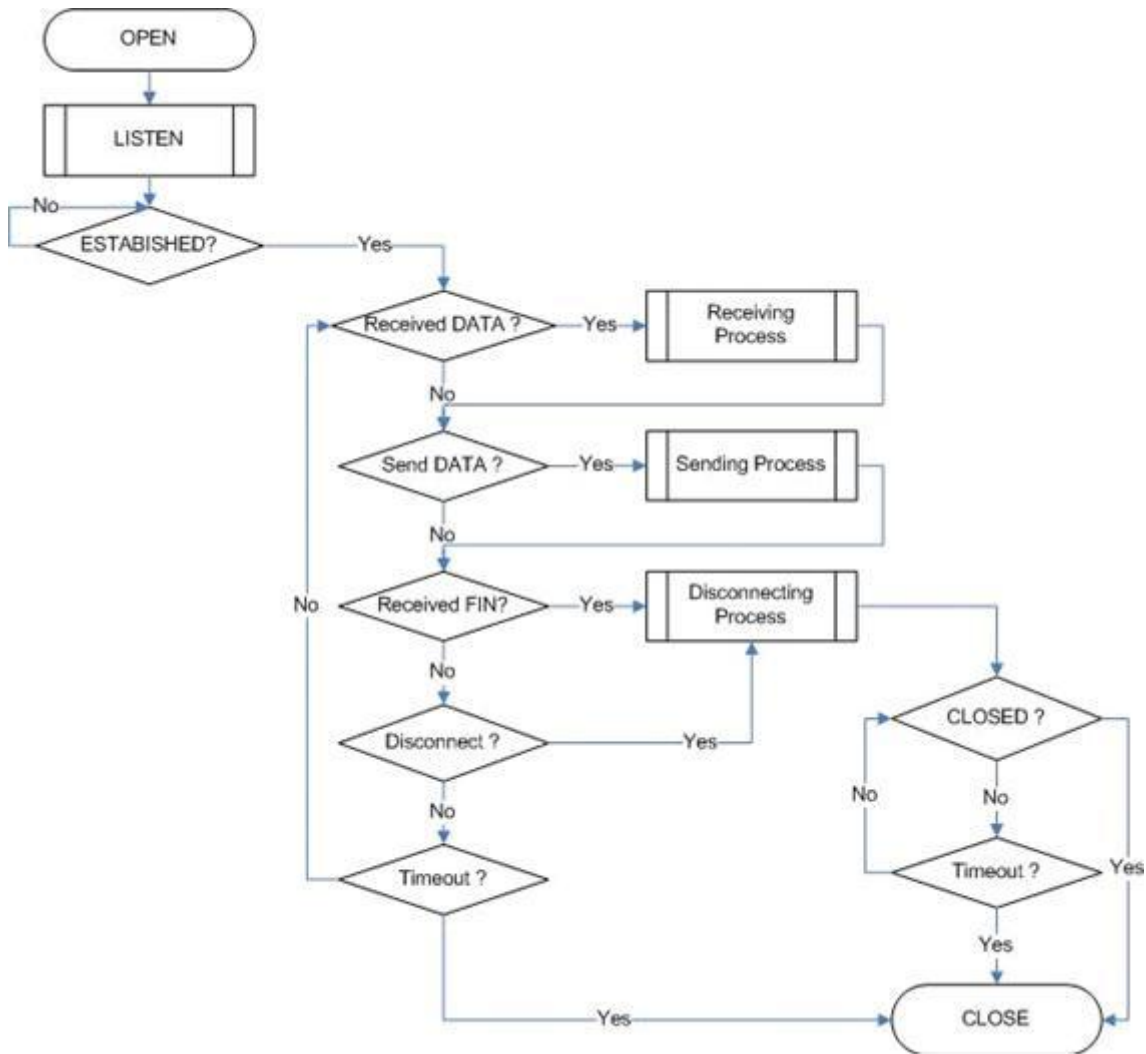 OPEN
LISTEN
No
ESTABISHED?
Yes
Received DATA ?
Yes
Receiving
Process
No
Send DATA ?
Yes
Sending Process
No
Received FIN?
Yes
Disconnecting
Process
No
No
Disconnect ?
Yes
CLOSED ?
No
No
No
Timeout ?
Timeout ?
Yes
Yes
Yes
CLOSE